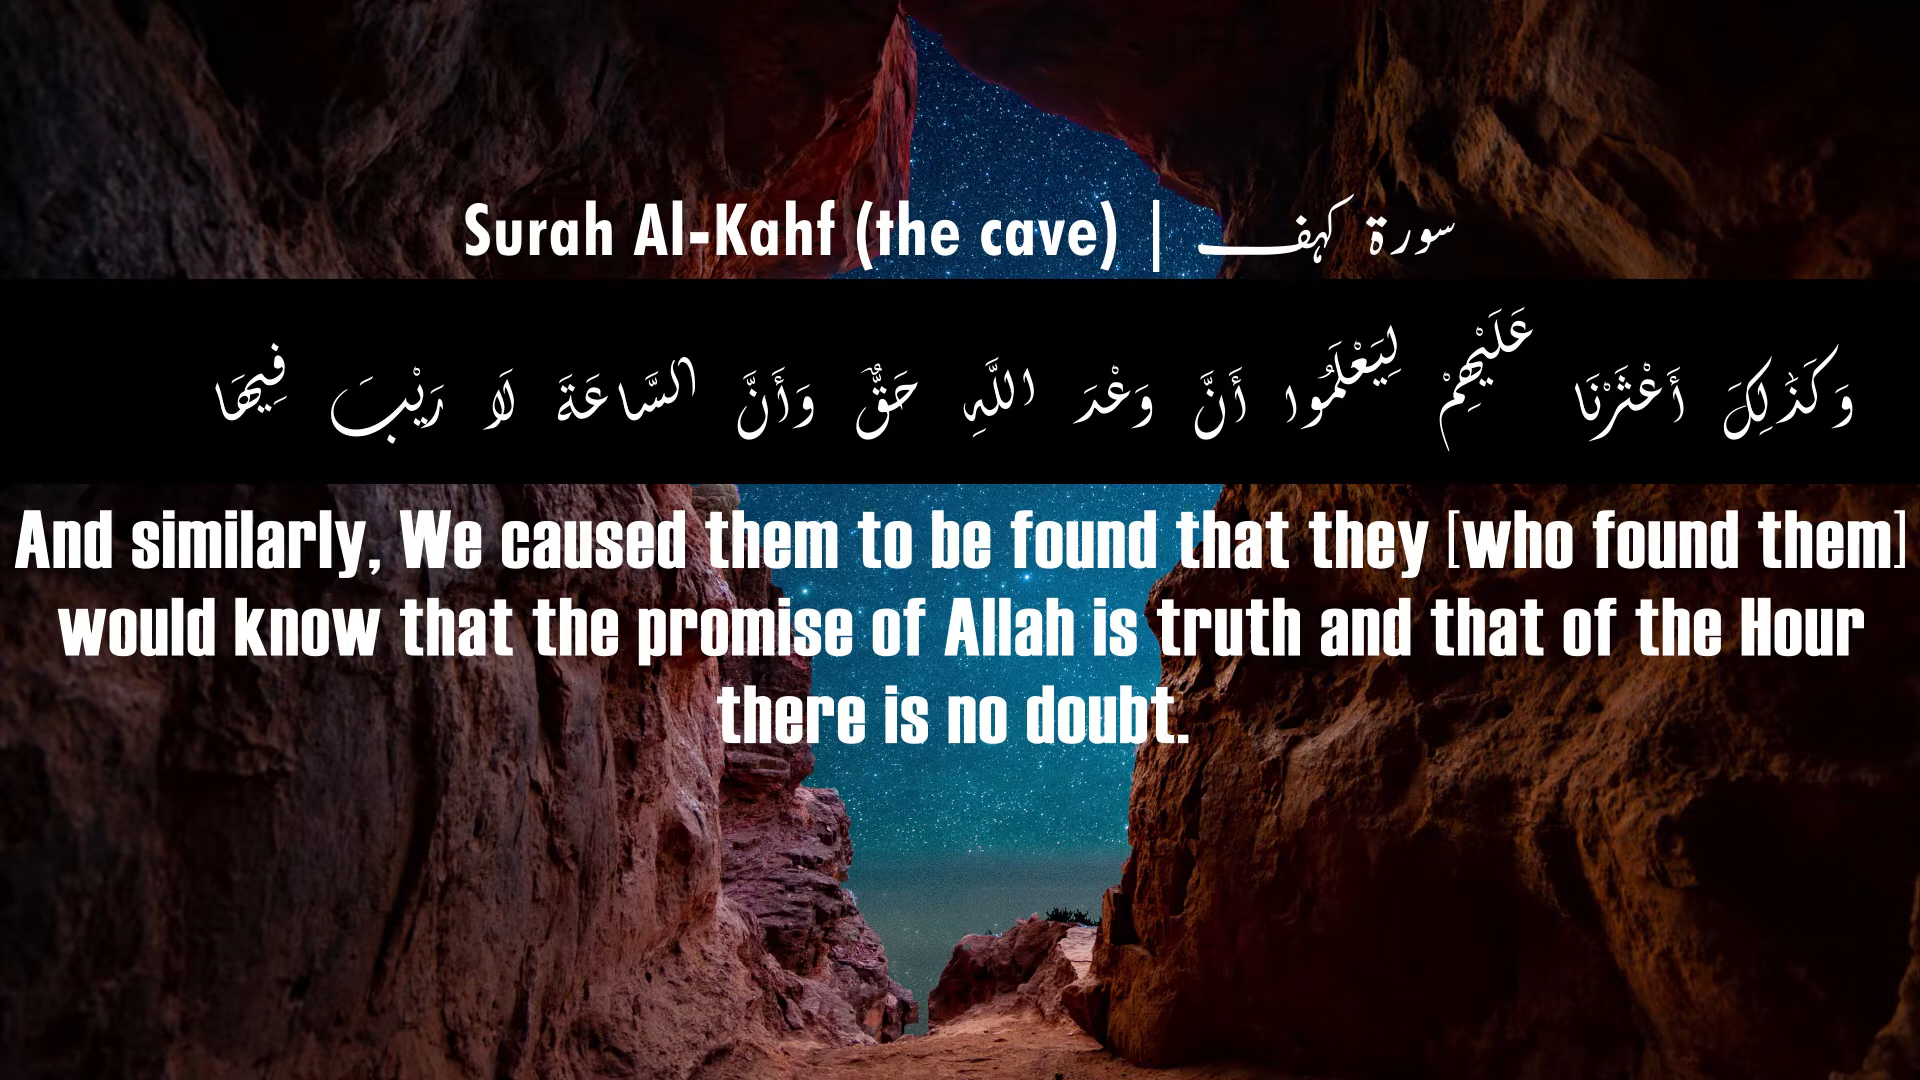 Surah Al-Kahf (the cave) | سورة كهف
وَكَذَٰلِكَ أَعْثَرْنَا عَلَيْهِمْ لِيَعْلَمُوا أَنَّ وَعْدَ اللَّهِ حَقٌّ وَأَنَّ السَّاعَةَ لَا رَيْبَ فِيهَا
And similarly, We caused them to be found that they [who found them]
would know that the promise of Allah is truth and that of the Hour
there is no doubt.